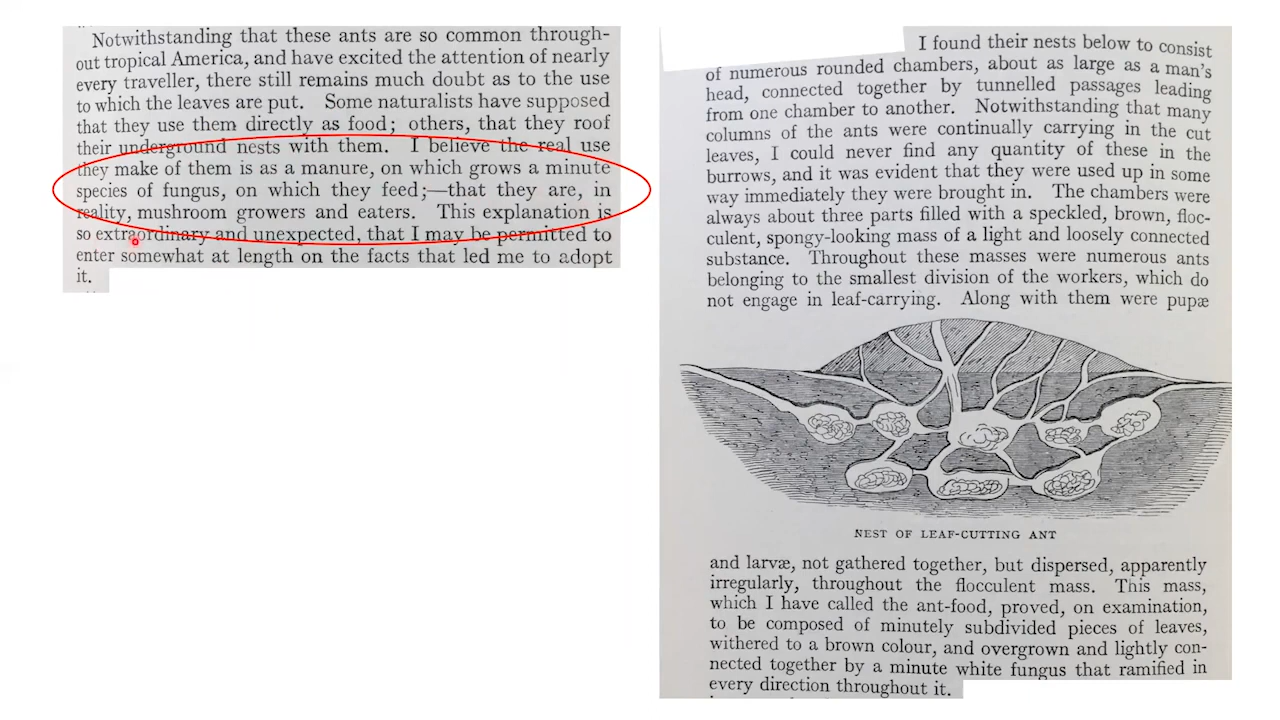 Notwithstanding that these ants are so common through-
out tropical America, and have excited the attention of nearly
every traveller, there still remains much doubt as to the use
to which the leaves are put. Some naturalists have supposed
that they use them directly as food; others, that they roof
their underground nests with them. I believe the real use
they make of them is as a manure, on which grows a minute
species of fungus, on which they feed;—that they are, in
reality, mushroom growers and eaters. This explanation is
so extraordinary and unexpected, that I may be permitted to
enter somewhat at length on the facts that led me to adopt
it.
I found their nests below to consist
of numerous rounded chambers, about as large as a man's
head, connected together by tunnelled passages leading
from one chamber to another. Notwithstanding that many
columns of the ants were continually carrying in the cut
leaves, I could never find any quantity of these in the
burrows, and it was evident that they were used up in some
way immediately they were brought in. The chambers were
always about three parts filled with a speckled, brown, floc-
culent, spongy-looking mass of a light and loosely connected
substance. Throughout these masses were numerous ants
belonging to the smallest division of the workers, which do
not engage in leaf-carrying. Along with them were pupæ
NEST OF LEAF-CUTTING ANT
and larvæ, not gathered together, but dispersed, apparently
irregularly, throughout the flocculent mass. This mass,
which I have called the ant-food, proved, on examination,
to be composed of minutely subdivided pieces of leaves,
withered to a brown colour, and overgrown and lightly con-
nected together by a minute white fungus that ramified in
every direction throughout it.